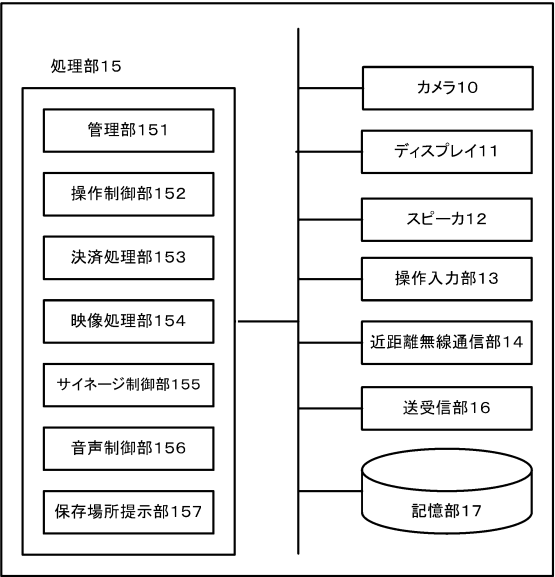 処理部15
管理部151
操作制御部152
決済処理部153
映像処理部154
サイネージ制御部155
音声制御部156
保存場所提示部157
カメラ10
ディスプレイ11
スピーカ12
操作入力部13
近距離無線通信部14
送受信部16
記憶部17